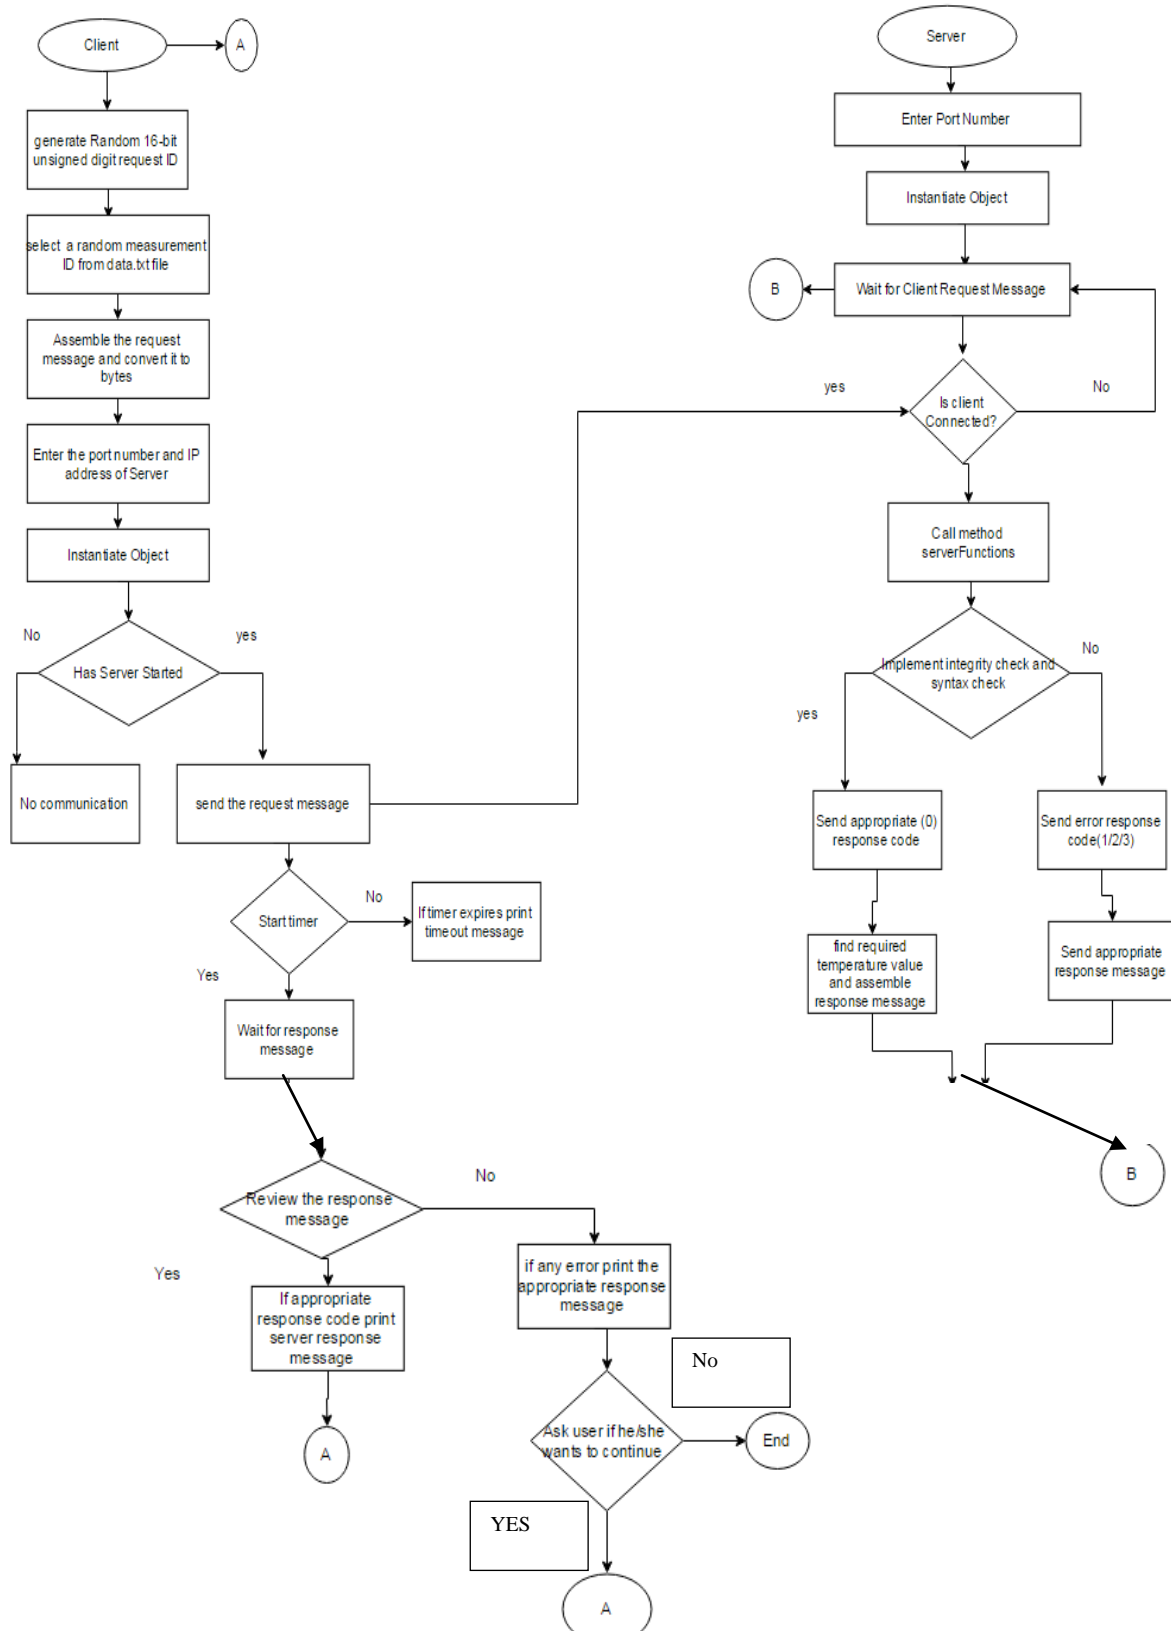 Client
A
generate Random 16-bit
unsigned digit request ID
select a random measurement
ID from data.txt file
Assemble the request
message and convert it to
bytes
Enter the port number and IP
address of Server
Instantiate Object
No
yes
Has Server Started
No communication
send the request message
Start timer
No
If timer expires print
timeout message
Yes
Wait for response
message
Review the response
message
No
Yes
If appropriate
response code print
server response
message
A
if any error print the
appropriate response
message
No
Ask user if he/she
wants to continue
End
YES
A
Server
Enter Port Number
Instantiate Object
B
Wait for Client Request Message
yes
Is client
Connected?
No
Call method
serverFunctions
Implement integrity check and
syntax check
No
yes
Send appropriate (0)
response code
Send error response
code(1/2/3)
find required
temperature value
and assemble
response message
Send appropriate
response message
B